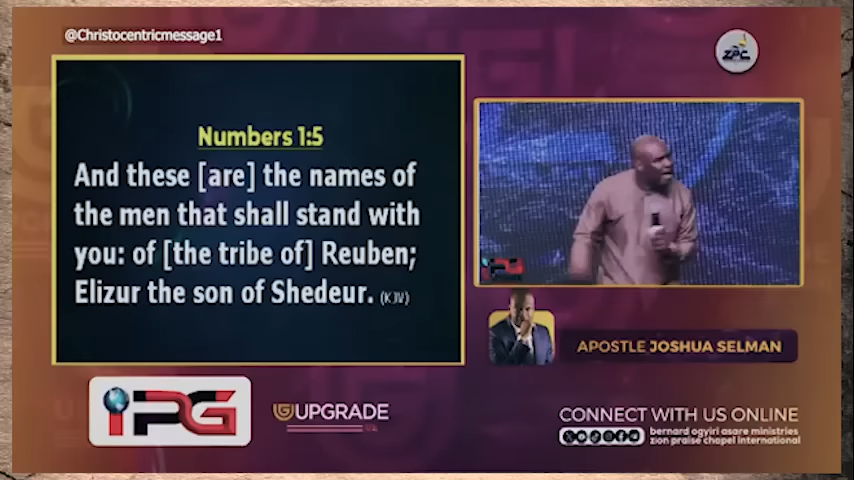 @Christocentricmessage1
ZPC
Numbers 1:5
And these [are] the names of
the men that shall stand with
you: of [the tribe of] Reuben;
Elizur the son of Shedeur. (KJV)
IPG
APOSTLE JOSHUA SELMAN
iPG
UPGRADE
CONNECT WITH US ONLINE
bernard ogyiri asare ministries
zion praise chapel international